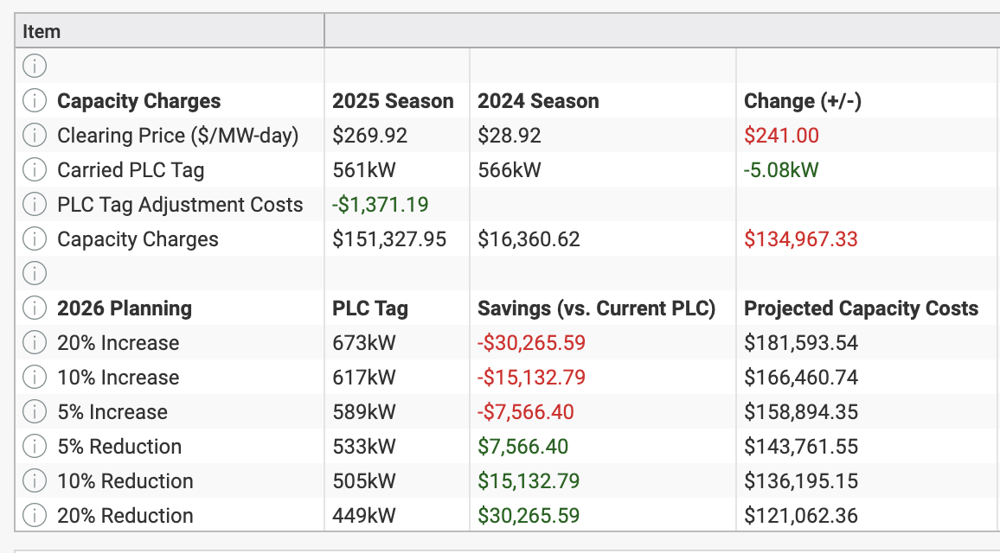 Item
Capacity Charges 2025 Season 2024 Season Change (+/-)
Clearing Price ($/MW-day) $269.92 $28.92 $241.00
Carried PLC Tag 561kW 566kW -5.08kW
PLC Tag Adjustment Costs -$1,371.19
Capacity Charges $151,327.95 $16,360.62 $134,967.33
2026 Planning PLC Tag Savings (vs. Current PLC) Projected Capacity Costs
20% Increase 673kW -$30,265.59 $181,593.54
10% Increase 617kW -$15,132.79 $166,460.74
5% Increase 589kW -$7,566.40 $158,894.35
5% Reduction 533kW $7,566.40 $143,761.55
10% Reduction 505kW $15,132.79 $136,195.15
20% Reduction 449kW $30,265.59 $121,062.36